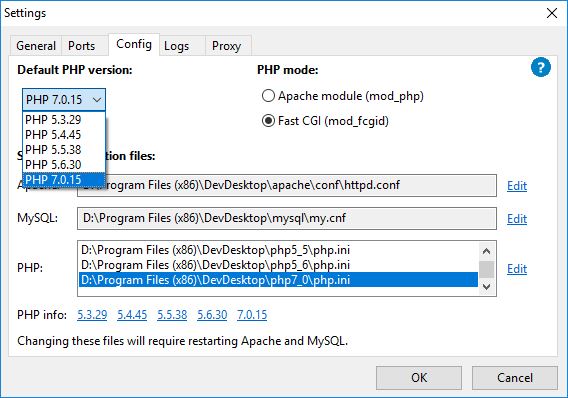 Settings
General Ports Config Logs Proxy
Default PHP version: PHP mode:
?
PHP 7.0.15
Apache module (mod_php)
PHP 5.3.29
PHP 5.4.45
Fast CGI (mod_fcgid)
PHP 5.5.38
PHP 5.6.30
PHP 7.0.15
files:
D:\Program Files (x86)\DevDesktop\apache\conf\httpd.conf Edit
MySQL: D:\Program Files (x86)\DevDesktop\mysql\my.cnf Edit
D:\Program Files (x86)\DevDesktop\php5_5\php.ini
D:\Program Files (x86)\DevDesktop\php5_6\php.ini
PHP: Edit
D:\Program Files (x86)\DevDesktop\php7_0\php.ini
PHP info: 5.3.29 5.4.45 5.5.38 5.6.30 7.0.15
Changing these files will require restarting Apache and MySQL.
OK Cancel